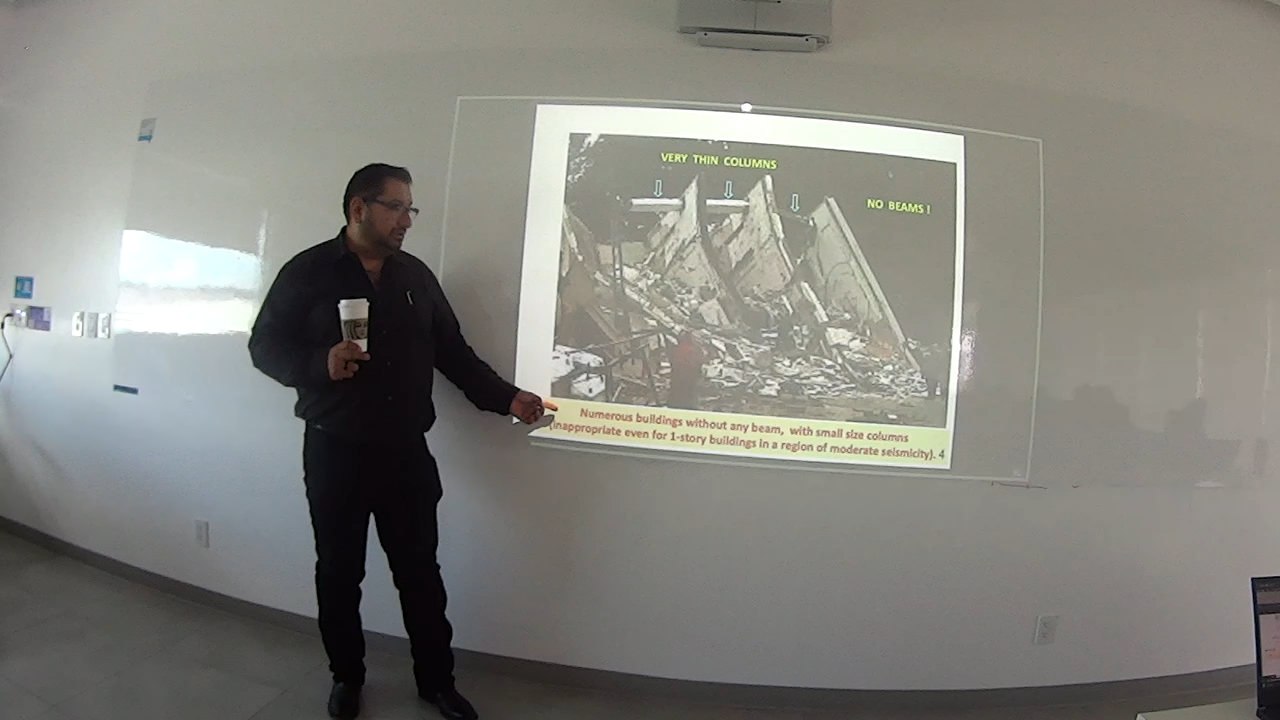 VERY THIN COLUMNS
NO BEAMS !
Numerous buildings without any beam, with small size columns
(inappropriate even for 1-story buildings in a region of moderate seismicity). 4